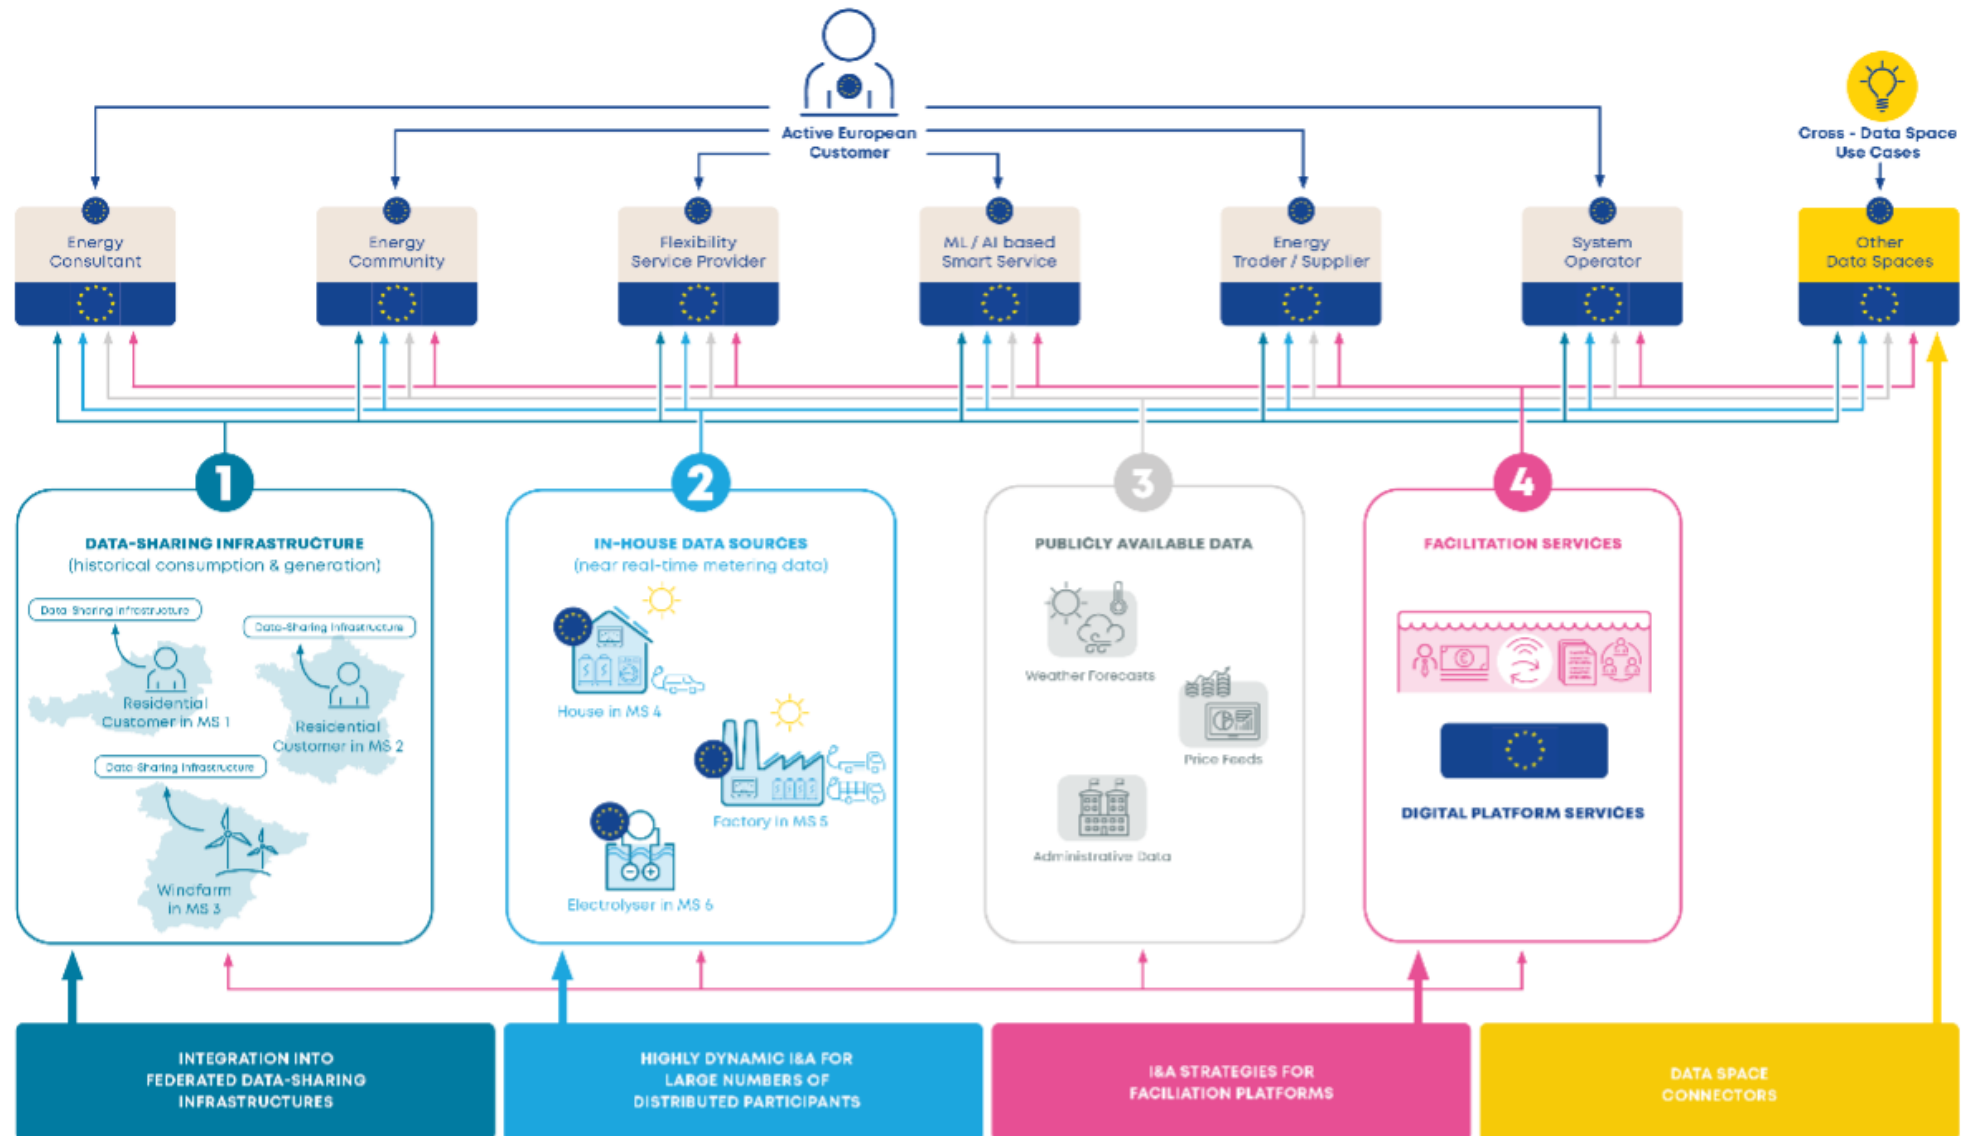 Active European
Customer
Cross - Data Space
Use Cases
Energy
Consultant
Energy
Community
Flexibility
Service Provider
ML / AI based
Smart Service
Energy
Trader / Supplier
System
Operator
Other
Data Spaces
1
DATA-SHARING INFRASTRUCTURE
(historical consumption & generation)
Data-Sharing Infrastructure
Data-Sharing Infrastructure
Residential
Customer in MS 1
Residential
Customer in MS 2
Data-Sharing Infrastructure
Windfarm
in MS 3
2
IN-HOUSE DATA SOURCES
(near real-time metering data)
House in MS 4
Factory in MS 5
Electrolyser in MS 6
3
PUBLICLY AVAILABLE DATA
Weather Forecasts
Price Feeds
Administrative Data
4
FACILITATION SERVICES
DIGITAL PLATFORM SERVICES
INTEGRATION INTO
FEDERATED DATA-SHARING
INFRASTRUCTURES
HIGHLY DYNAMIC I&A FOR
LARGE NUMBERS OF
DISTRIBUTED PARTICIPANTS
I&A STRATEGIES FOR
FACILIATION PLATFORMS
DATA SPACE
CONNECTORS